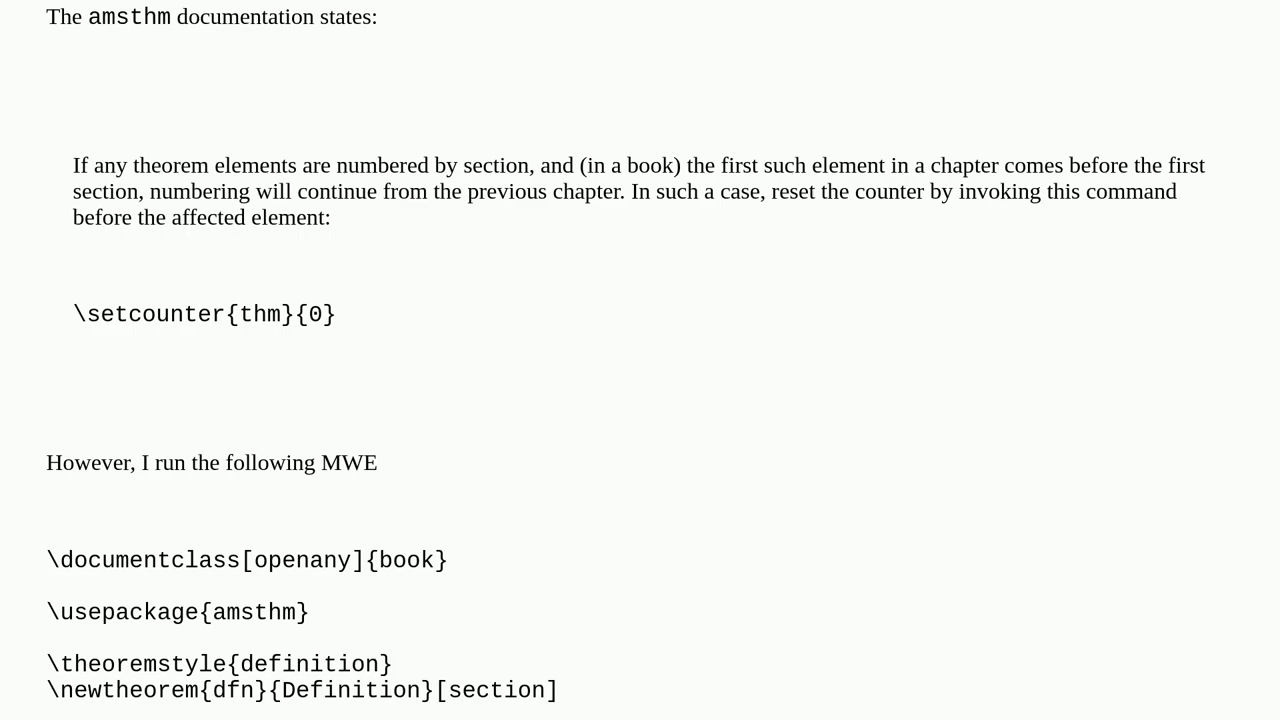 The amsthm documentation states:
If any theorem elements are numbered by section, and (in a book) the first such element in a chapter comes before the first
section, numbering will continue from the previous chapter. In such a case, reset the counter by invoking this command
before the affected element:
\setcounter{thm}{0}
However, I run the following MWE
\documentclass[openany]{book}
\usepackage{amsthm}
\theoremstyle{definition}
\newtheorem{dfn}{Definition}[section]